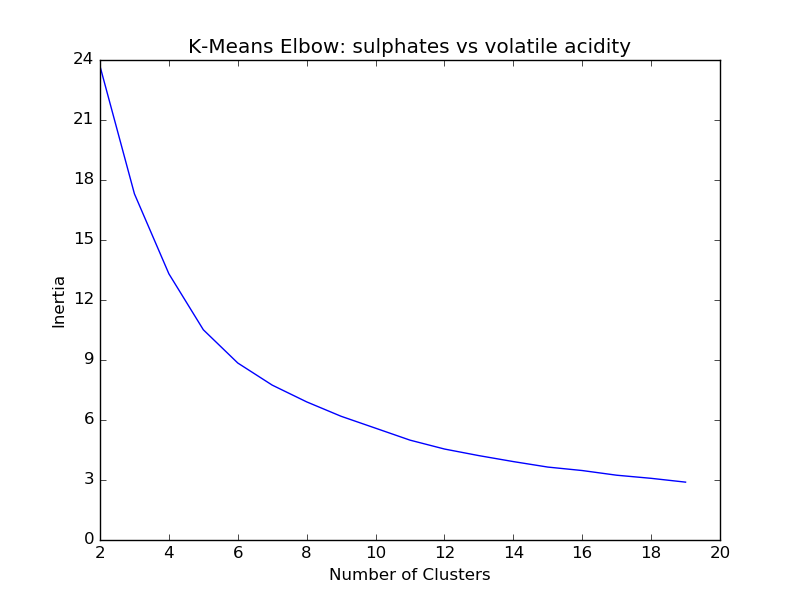 K-Means Elbow: sulphates vs volatile acidity
24
21
18
15
12
9
6
3
0
Inertia
2 4 6 8 10 12 14 16 18 20
Number of Clusters